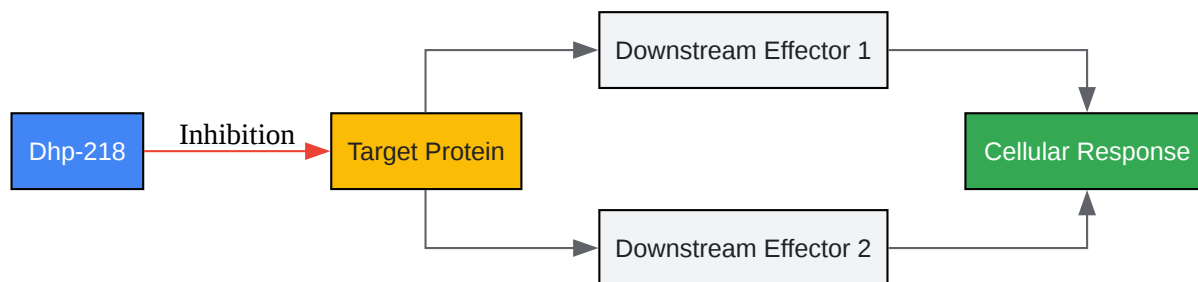 Downstream Effector 1
Dhp-218
Inhibition
Target Protein
Cellular Response
Downstream Effector 2